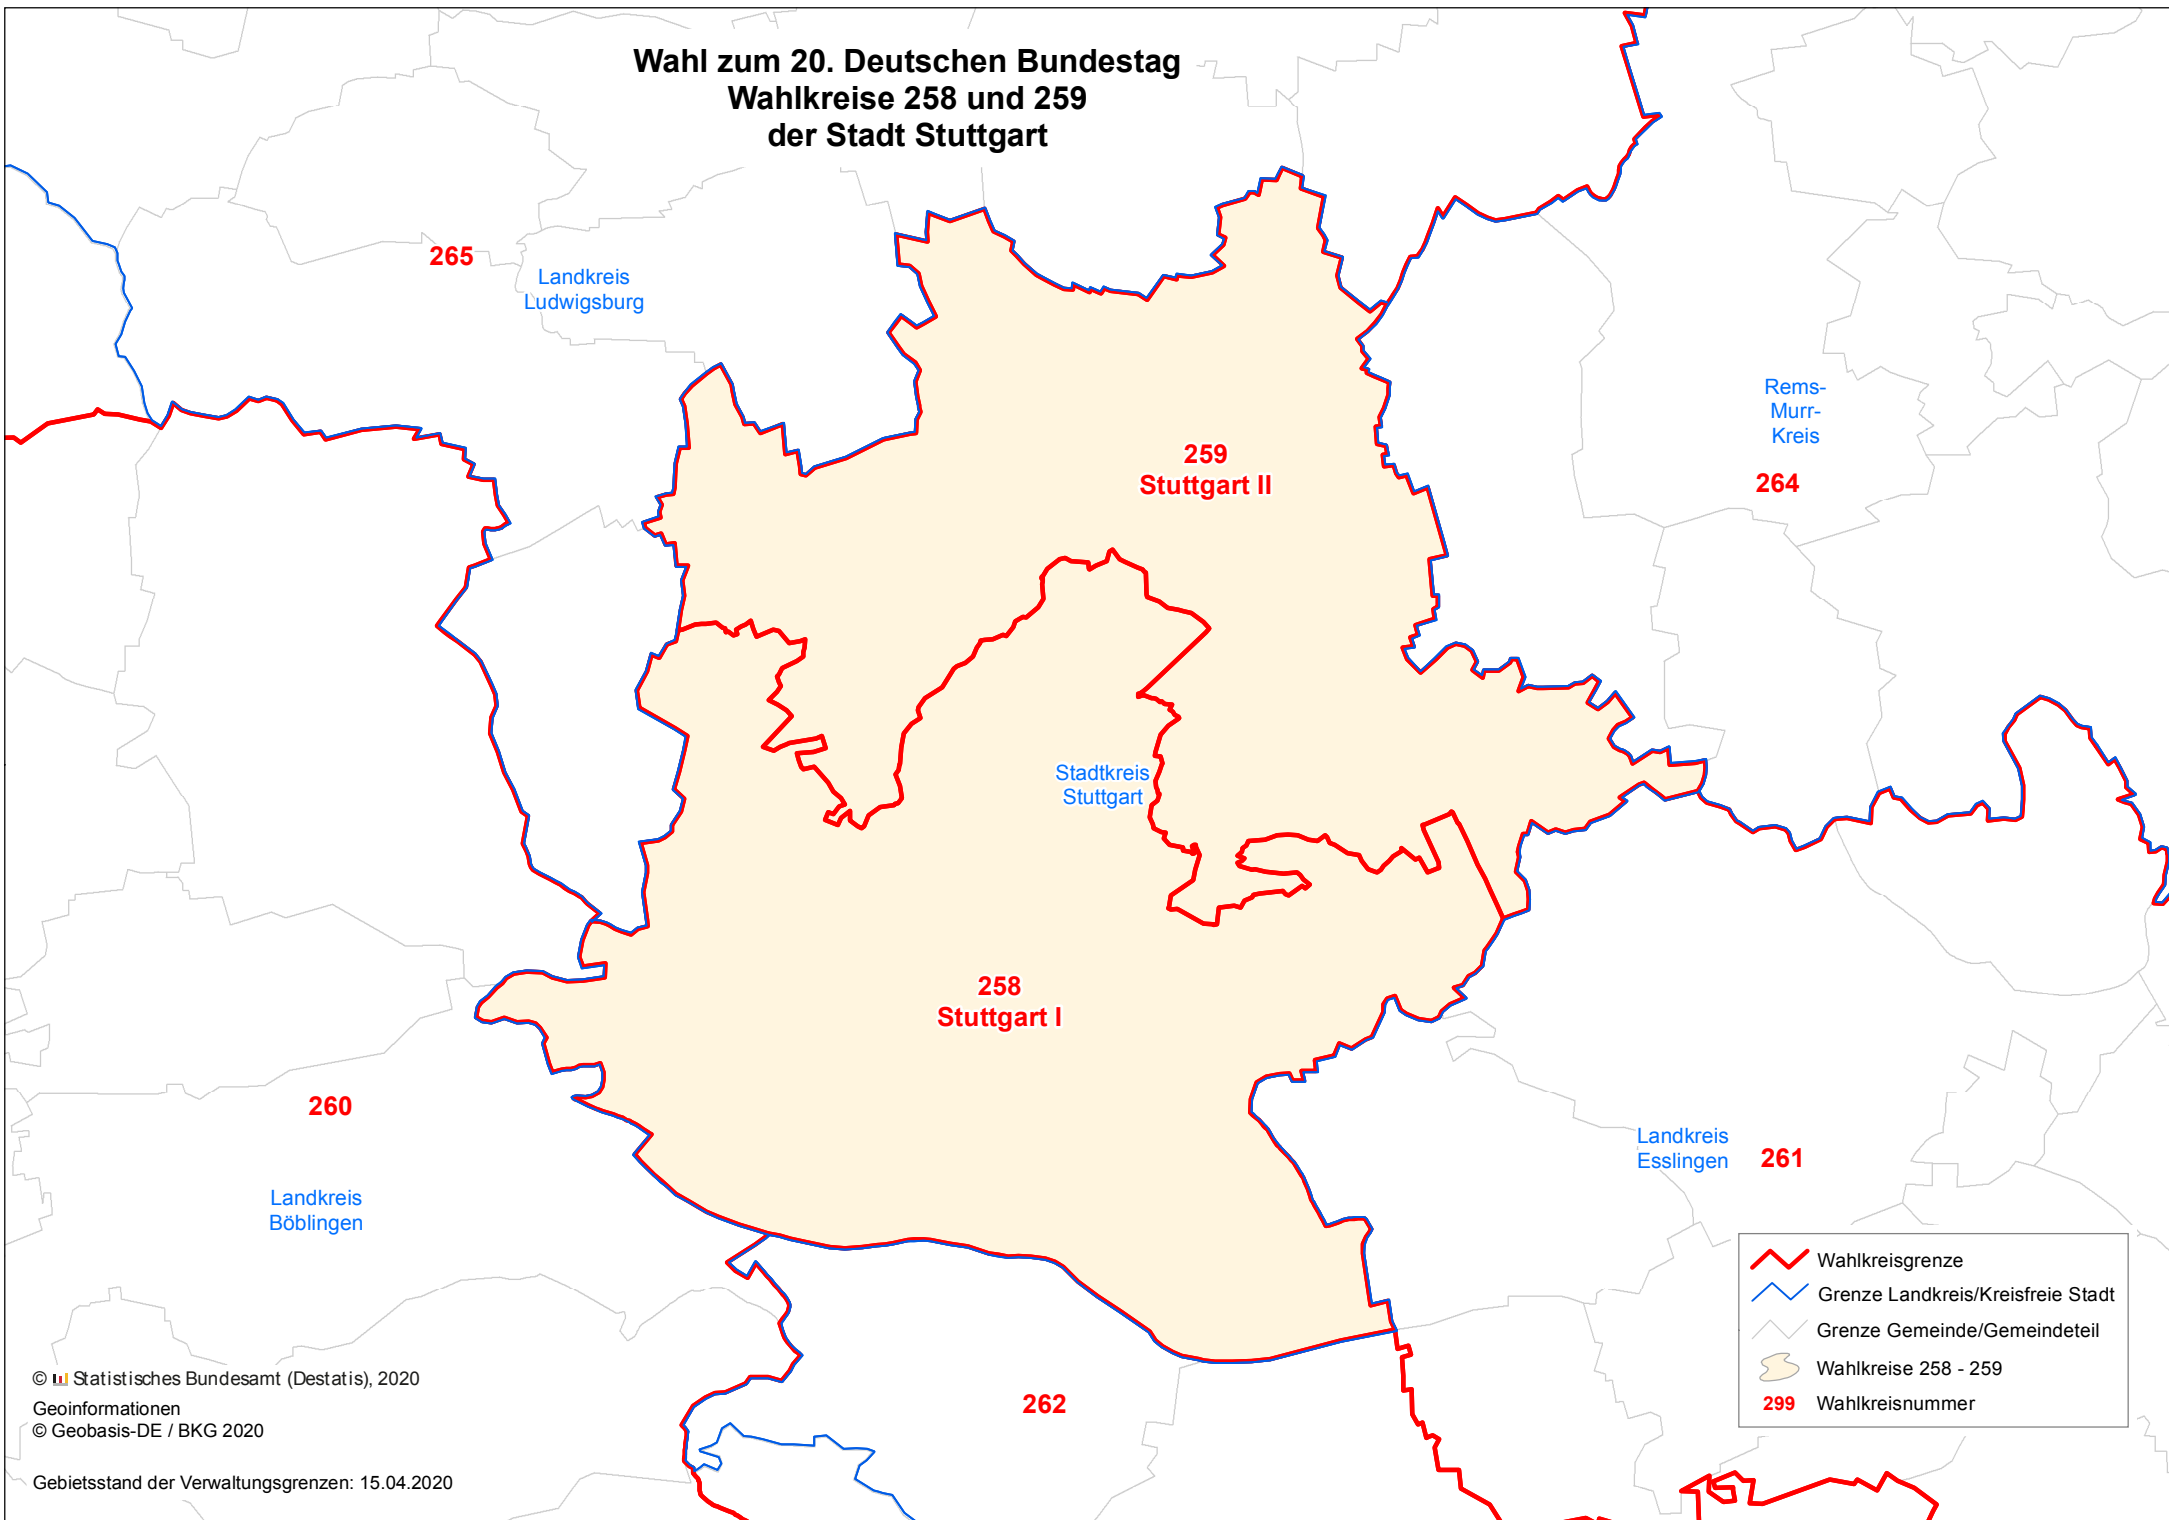 Wahl zum 20. Deutschen Bundestag
Wahlkreise 258 und 259
der Stadt Stuttgart
265
Landkreis
Ludwigsburg
259
Stuttgart II
Rems-
Murr-
Kreis
264
Stadtkreis
Stuttgart
258
Stuttgart I
260
Landkreis
Böblingen
Landkreis
Esslingen
261
262
Wahlkreisgrenze
Grenze Landkreis/Kreisfreie Stadt
Grenze Gemeinde/Gemeindeteil
Wahlkreise 258 - 259
299 Wahlkreisnummer
© Statistisches Bundesamt (Destatis), 2020
Geoinformationen
© Geobasis-DE / BKG 2020
Gebietsstand der Verwaltungsgrenzen: 15.04.2020